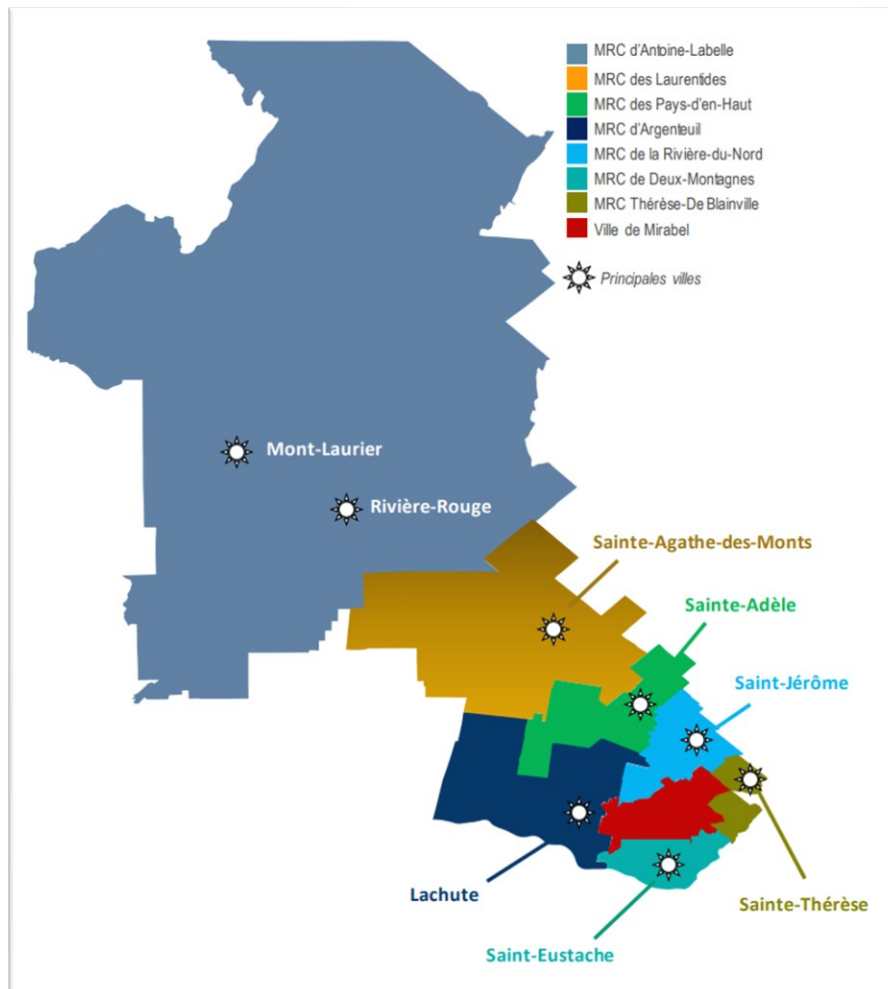 MRC d'Antoine-Labelle
MRC des Laurentides
MRC des Pays-d'en-Haut
MRC d'Argenteuil
MRC de la Rivière-du-Nord
MRC de Deux-Montagnes
MRC Thérèse-De Blainville
Ville de Mirabel
Principales villes
Mont-Laurier
Rivière-Rouge
Sainte-Agathe-des-Monts
Sainte-Adèle
Saint-Jérôme
Lachute
Sainte-Thérèse
Saint-Eustache